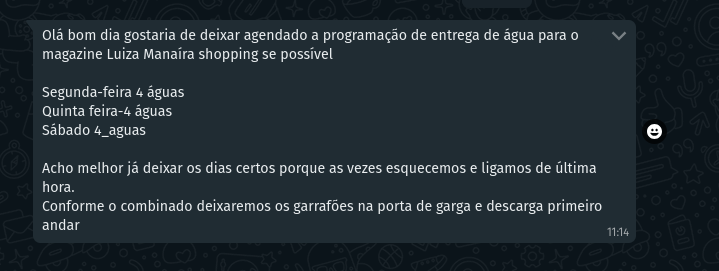 Olá bom dia gostaria de deixar agendado a programação de entrega de água para o
magazine Luiza Manaíra shopping se possível
Segunda-feira 4 águas
Quinta feira-4 águas
Sábado 4_aguas
Acho melhor já deixar os dias certos porque as vezes esquecemos e ligamos de última
hora.
Conforme o combinado deixaremos os garrafões na porta de garga e descarga primeiro
andar
11:14